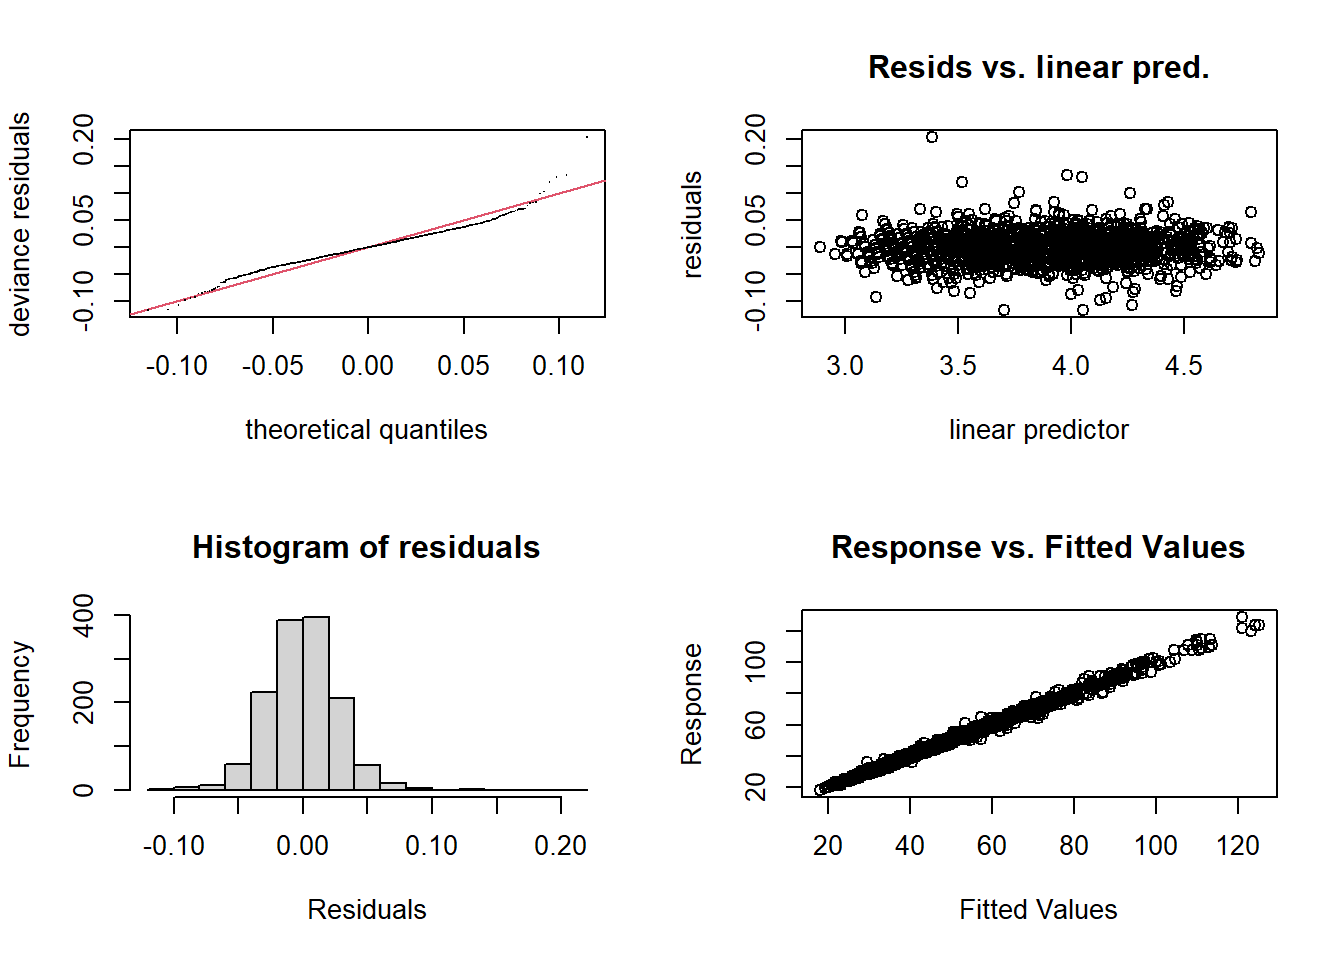 deviance residuals
0.20
0.05
-0.10
-0.10 -0.05 0.00 0.05 0.10
theoretical quantiles
Resids vs. linear pred.
residuals
0.20
0.05
-0.10
3.0 3.5 4.0 4.5
linear predictor
Histogram of residuals
Frequency
400
200
0
-0.10 0.00 0.10 0.20
Residuals
Response vs. Fitted Values
Response
100
60
20
20 40 60 80 100 120
Fitted Values